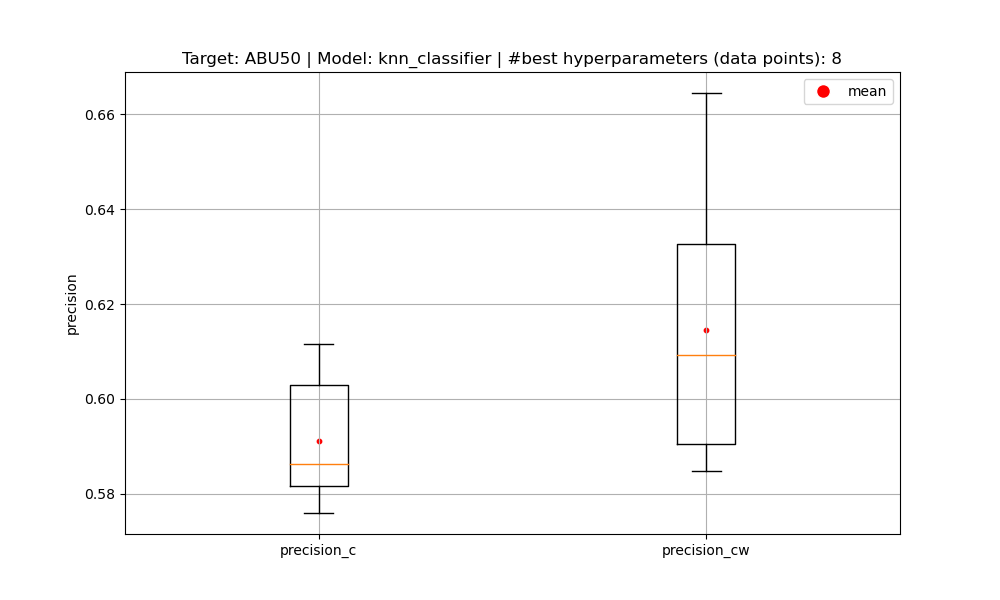 Target: ABU50 | Model: knn_classifier | #best hyperparameters (data points): 8
mean
precision
0.66
0.64
0.62
0.60
0.58
precision_c
precision_cw